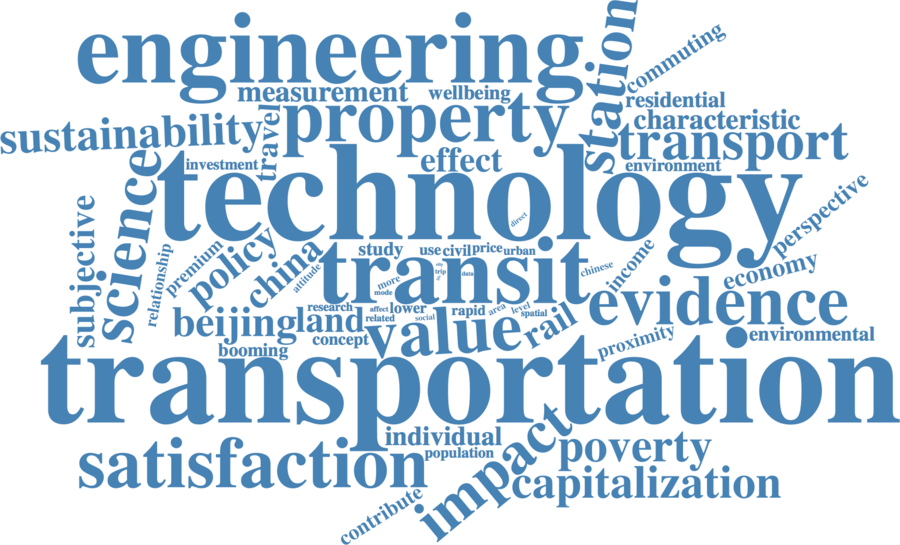 engineering
station
commuting
measurement
wellbeing
residential
property
characteristic
sustainability
travel
transport
investment
effect
environment
technology
science
direct
perspective
subjective
relationship
premium
policy
china
attitude
study
use
civil
price
urban
transit
city
trip
data
more
mode
chinese
income
economy
evidence
beijing
land
research
affect
lower
related
social
rapid
area
level
spatial
value
rail
concept
booming
proximity
environmental
transportation
individual
population
satisfaction
impact
poverty
capitalization
contribute